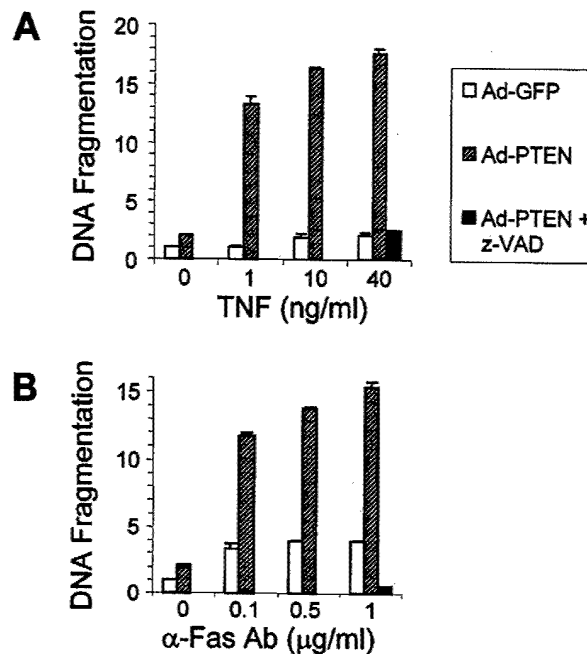 A
DNA Fragmentation
20
15
10
5
0
0 1 10 40
TNF (ng/ml)
Ad-GFP
Ad-PTEN
Ad-PTEN +
z-VAD
B
DNA Fragmentation
15
10
5
0
0 0.1 0.5 1
α-Fas Ab (μg/ml)